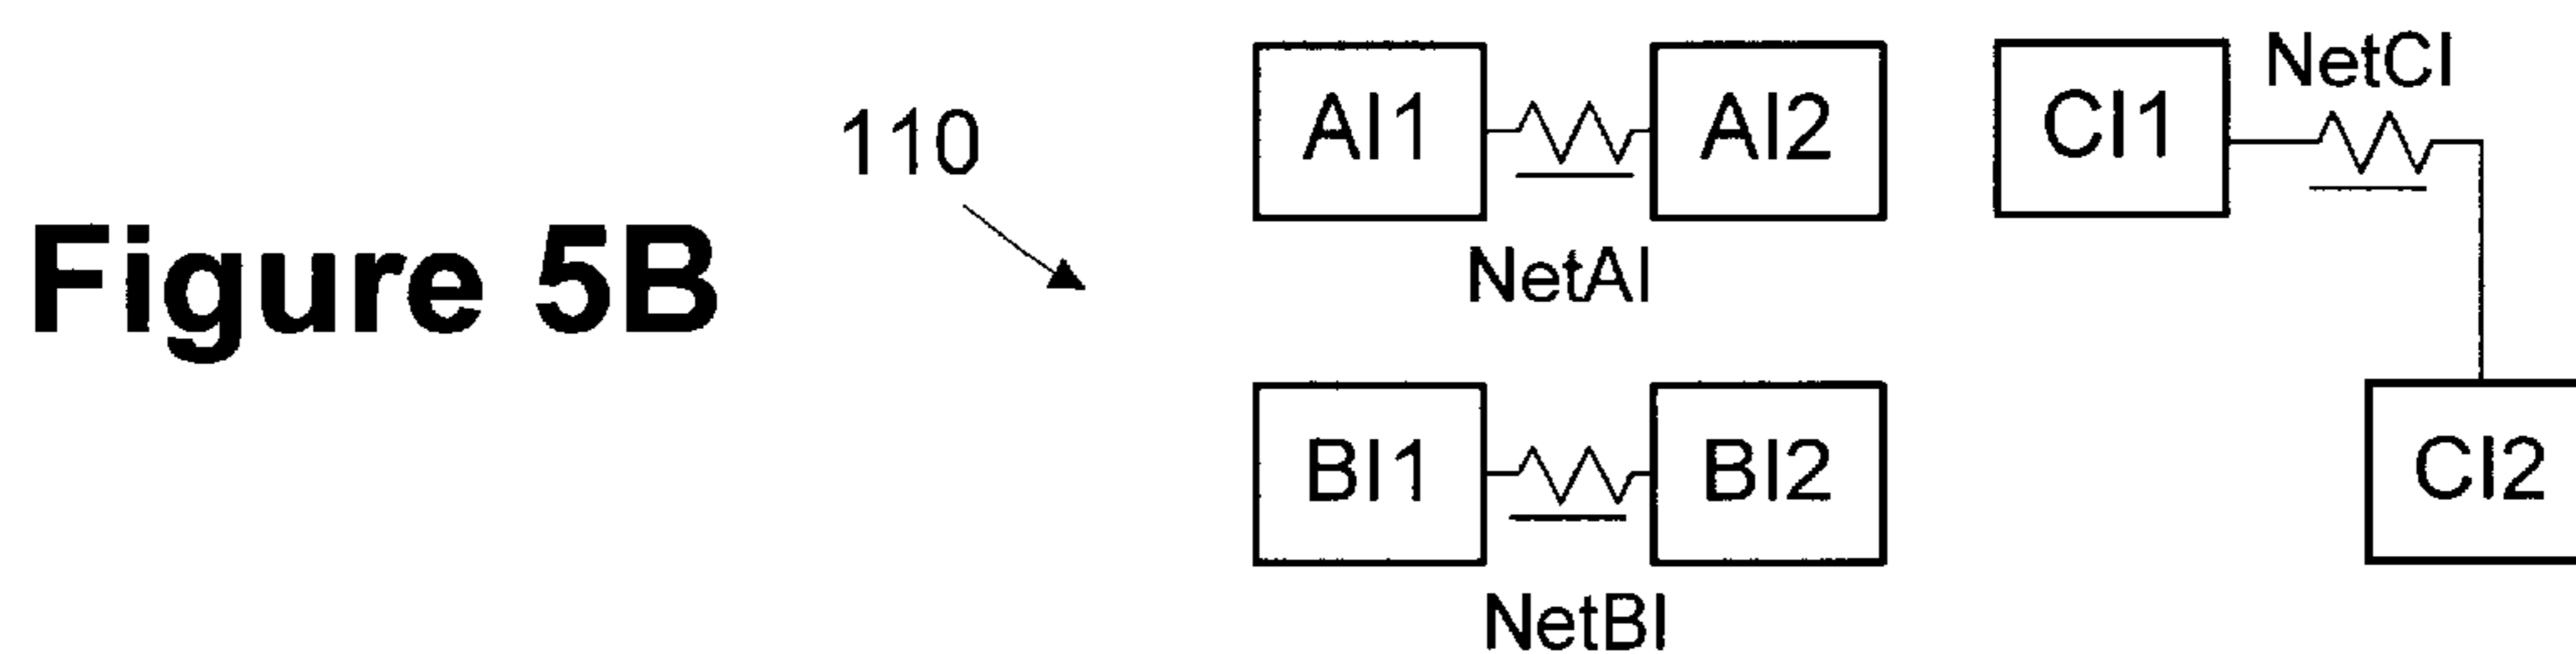 Figure 5B
110
AI1
AI2
NetAI
CI1
NetCI
BI1
BI2
NetBI
CI2